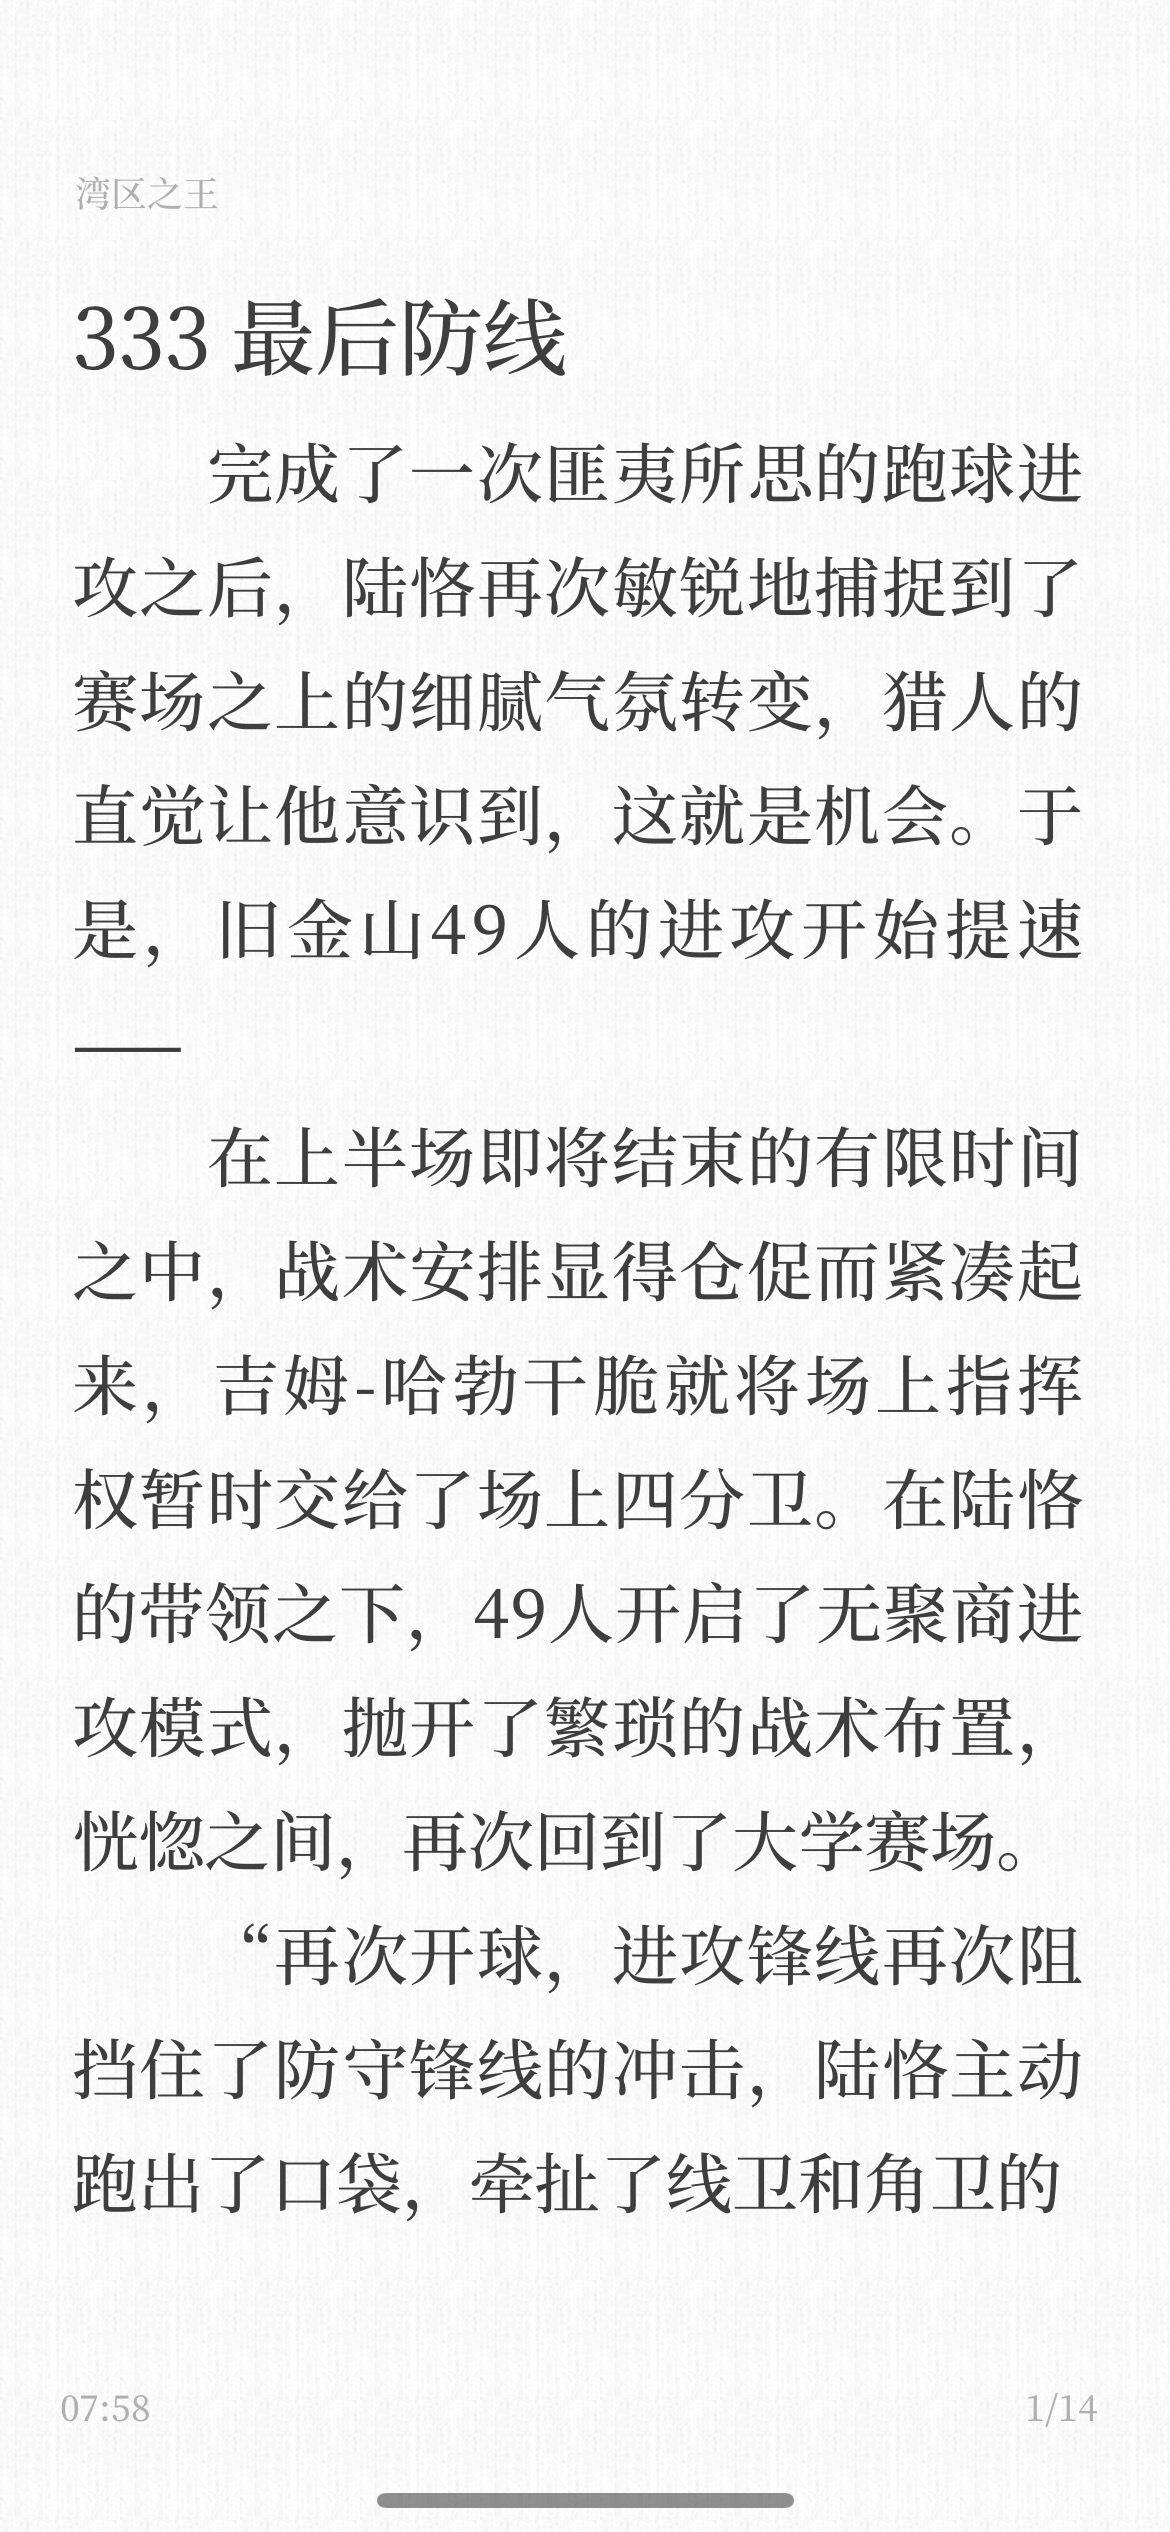 湾区之王
333 最后防线
完成了一次匪夷所思的跑球进
攻之后，陆恪再次敏锐地捕捉到了
赛场之上的细腻气氛转变，猎人的
直觉让他意识到，这就是机会。于
是，旧金山49人的进攻开始提速
——
在上半场即将结束的有限时间
之中，战术安排显得仓促而紧凑起
来，吉姆-哈勃干脆就将场上指挥
权暂时交给了场上四分卫。在陆恪
的带领之下，49人开启了无聚商进
攻模式，抛开了繁琐的战术布置，
恍惚之间，再次回到了大学赛场。
“再次开球，进攻锋线再次阻
挡住了防守锋线的冲击，陆恪主动
跑出了口袋，牵扯了线卫和角卫的
07:58
1/14